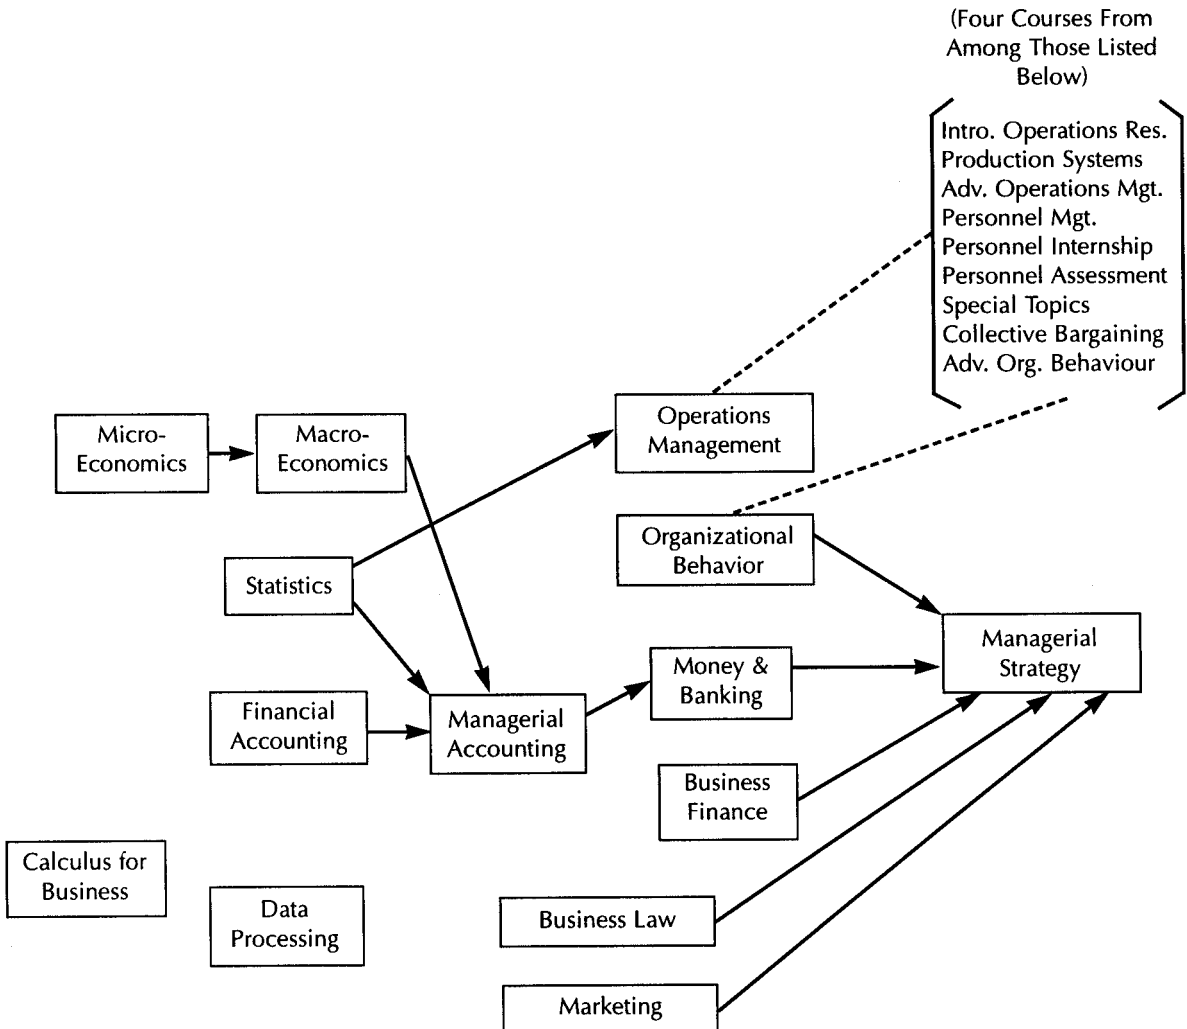 (Four Courses From
Among Those Listed
Below)
Intro. Operations Res.
Production Systems
Adv. Operations Mgt.
Personnel Mgt.
Personnel Internship
Personnel Assessment
Special Topics
Collective Bargaining
Adv. Org. Behaviour
Operations
Management
Micro-
Economics
Macro-
Economics
Organizational
Behavior
Statistics
Managerial
Strategy
Money &
Banking
Financial
Accounting
Managerial
Accounting
Business
Finance
Calculus for
Business
Data
Processing
Business Law
Marketing